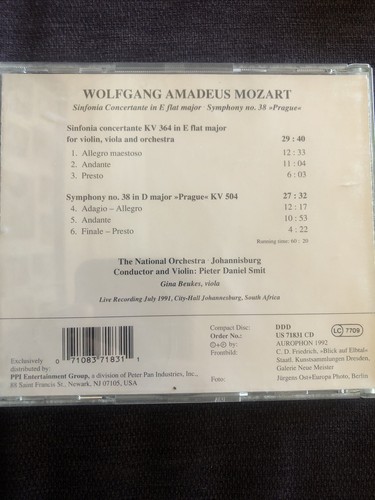 WOLFGANG AMADEUS MOZART
Sinfonia Concertante in E flat major · Symphony no. 38 »Prague«
Sinfonia concertante KV 364 in E flat major
for violin, viola and orchestra 29 : 40
1. Allegro maestoso 12 : 33
2. Andante 11 : 04
3. Presto 6 : 03
Symphony no. 38 in D major »Prague« KV 504 27 : 32
4. Adagio – Allegro 12 : 17
5. Andante 10 : 53
6. Finale – Presto 4 : 22
Running time: 60 : 20
The National Orchestra · Johannisburg
Conductor and Violin: Pieter Daniel Smit
Gina Beukes, viola
Live Recording July 1991, City-Hall Johannesburg, South Africa
0 71083 71831 1
Exclusively
distributed by:
PPI Entertainment Group, a division of Peter Pan Industries, Inc.,
88 Saint Francis St., Newark, NJ 07105, USA
Compact Disc: DDD
Order No.: US 71831 CD
Ⓟ+© by: AUROPHON 1992
Frontbild: C. D. Friedrich, »Blick auf Elbtal«
Staatl. Kunstsammlungen Dresden,
Galerie Neue Meister
Foto: Jürgens Ost+Europa Photo, Berlin
LC 7709